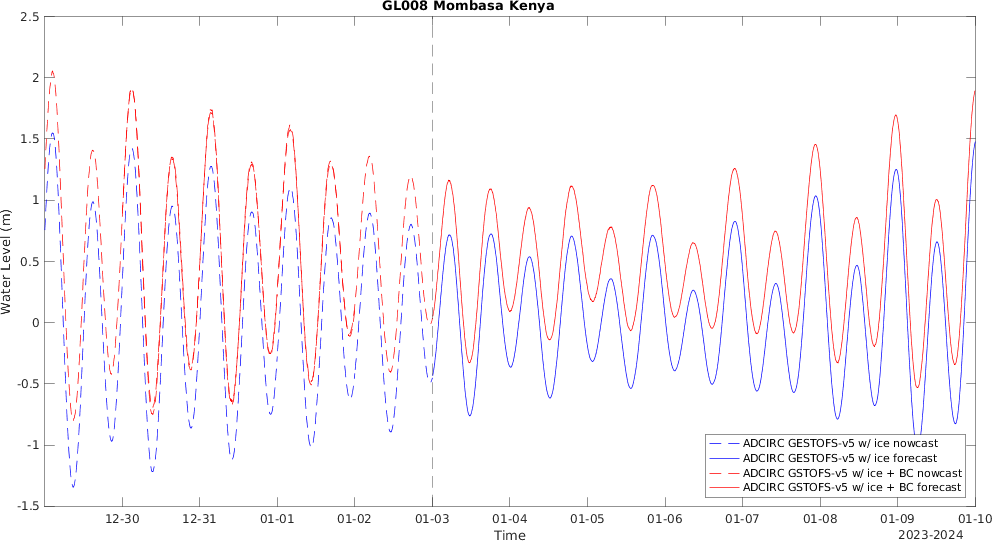 GL008 Mombasa Kenya
2.5
2
1.5
1
0.5
0
-0.5
-1
-1.5
Water Level (m)
12-30 12-31 01-01 01-02 01-03 01-04 01-05 01-06 01-07 01-08 01-09 01-10
Time
2023-2024
ADCIRC GESTOFS-v5 w/ ice nowcast
ADCIRC GESTOFS-v5 w/ ice forecast
ADCIRC GSTOFS-v5 w/ ice + BC nowcast
ADCIRC GSTOFS-v5 w/ ice + BC forecast